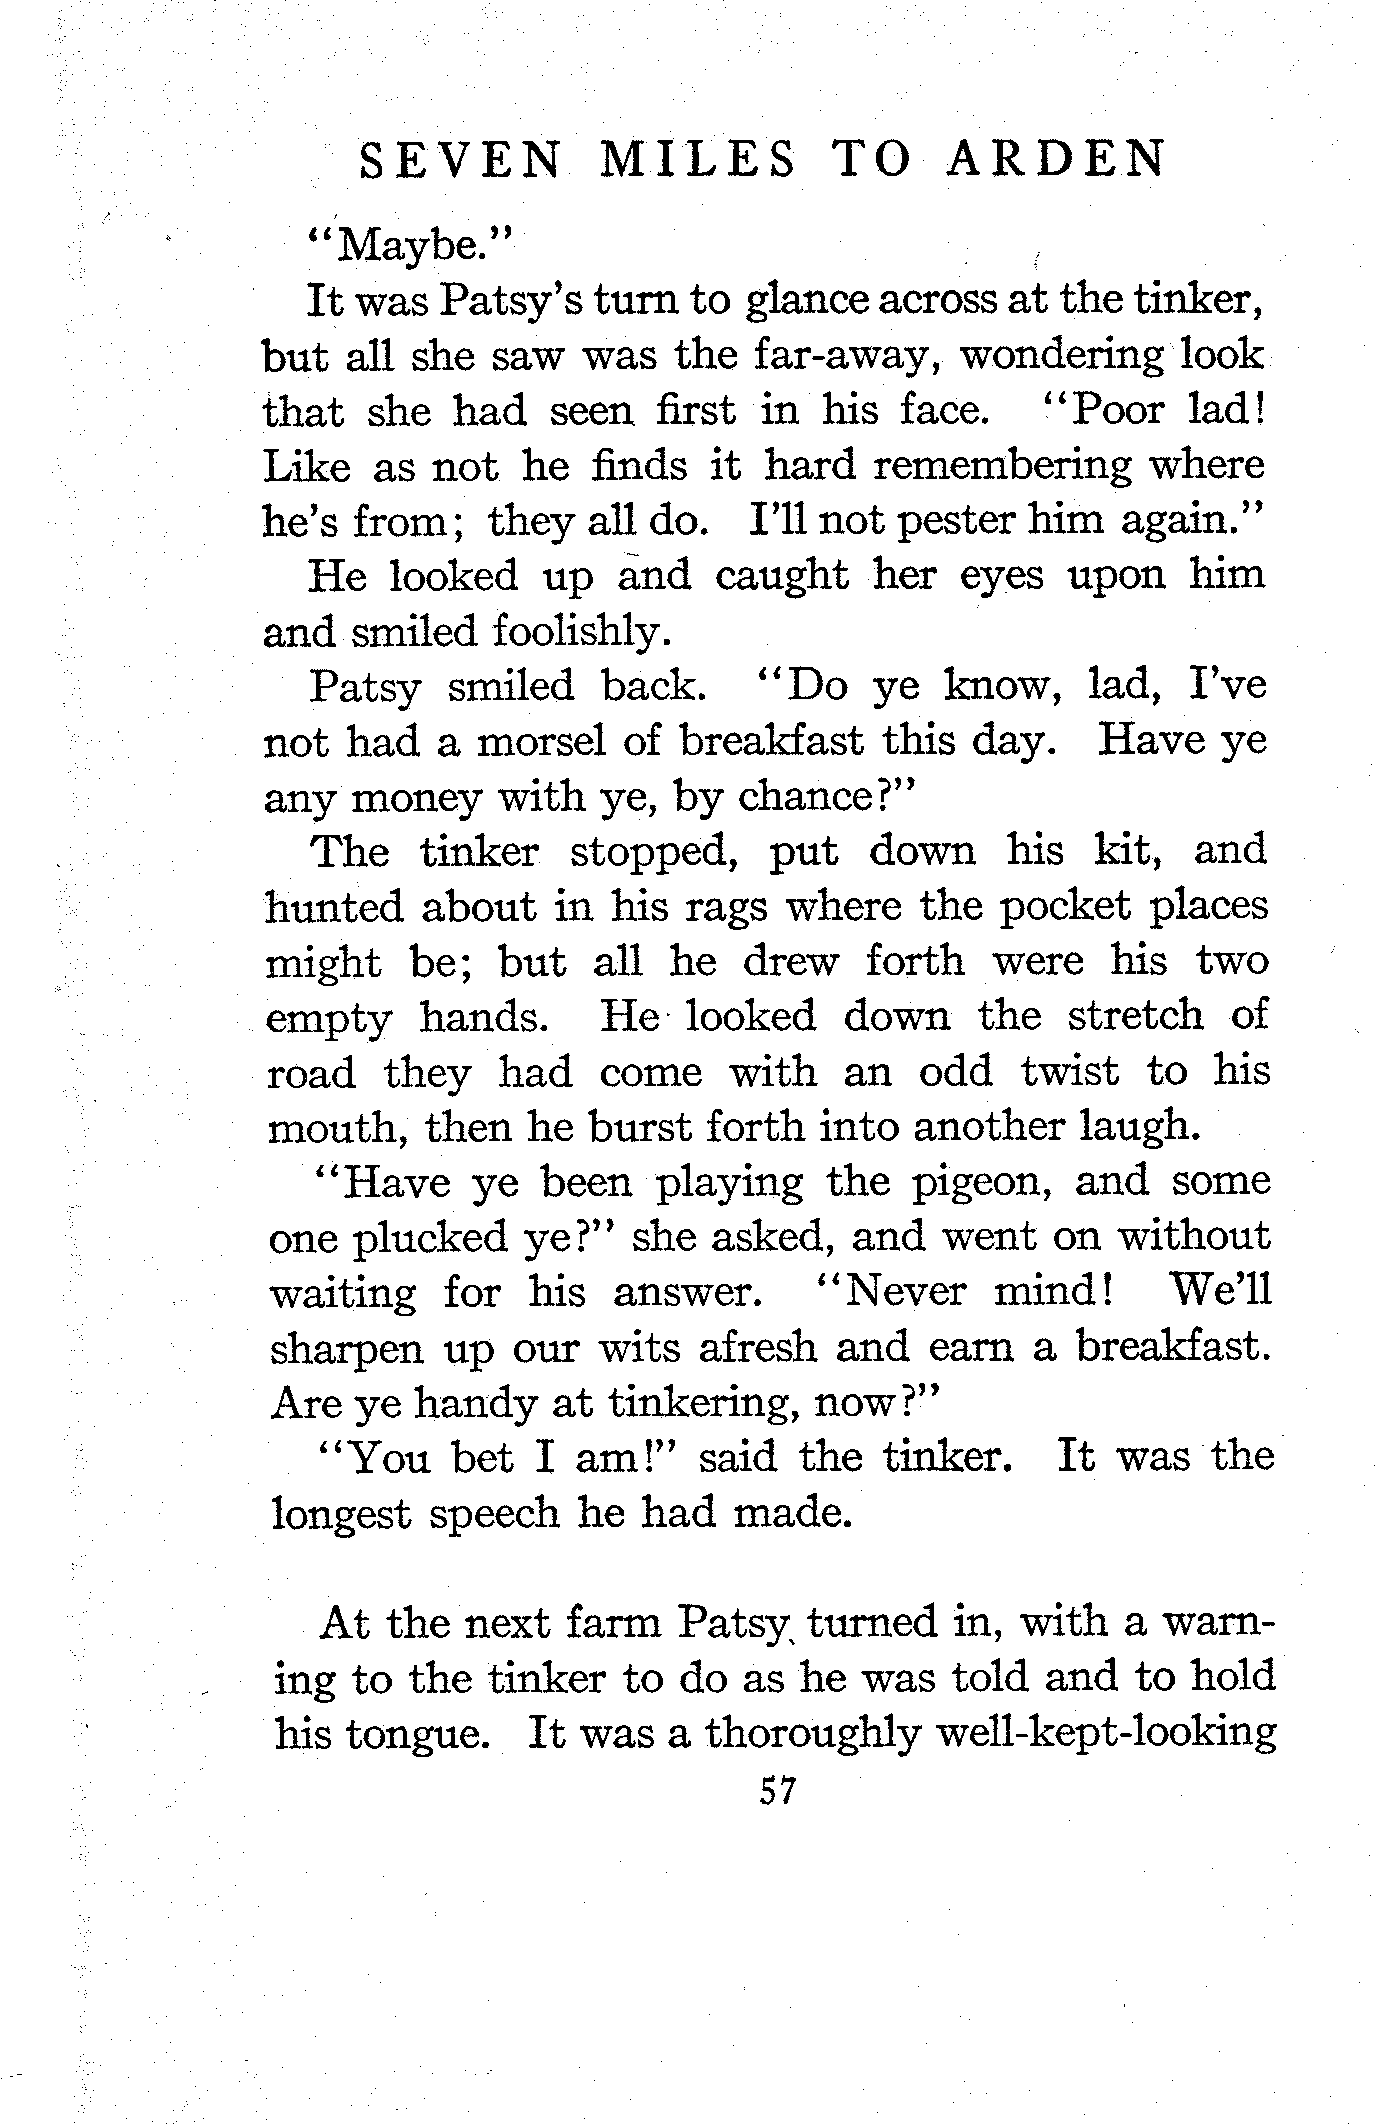 SEVEN MILES TO ARDEN
"Maybe."
It was Patsy's turn to glance across at the tinker,
but all she saw was the far-away, wondering look
that she had seen first in his face. "Poor lad!
Like as not he finds it hard remembering where
he's from; they all do. I'll not pester him again."
He looked up and caught her eyes upon him
and smiled foolishly.
Patsy smiled back. "Do ye know, lad, I've
not had a morsel of breakfast this day. Have ye
any money with ye, by chance?"
The tinker stopped, put down his kit, and
hunted about in his rags where the pocket places
might be; but all he drew forth were his two
empty hands. He looked down the stretch of
road they had come with an odd twist to his
mouth, then he burst forth into another laugh.
"Have ye been playing the pigeon, and some
one plucked ye?" she asked, and went on without
waiting for his answer. "Never mind! We'll
sharpen up our wits afresh and earn a breakfast.
Are ye handy at tinkering, now?"
"You bet I am!" said the tinker. It was the
longest speech he had made.
At the next farm Patsy turned in, with a warn-
ing to the tinker to do as he was told and to hold
his tongue. It was a thoroughly well-kept-looking
57